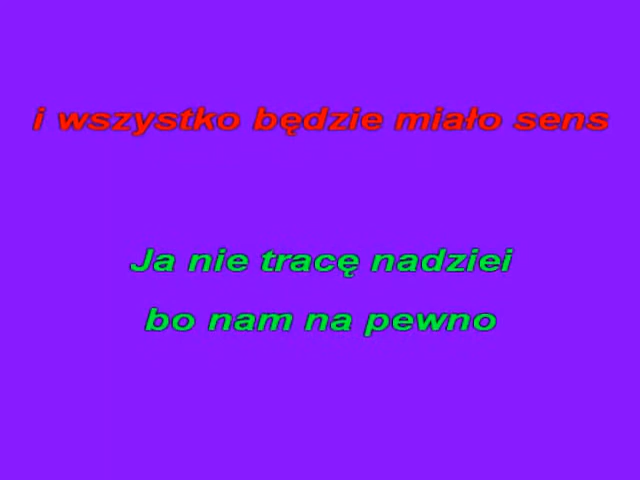 i wszystko będzie miało sens
Ja nie tracę nadziei
bo nam na pewno